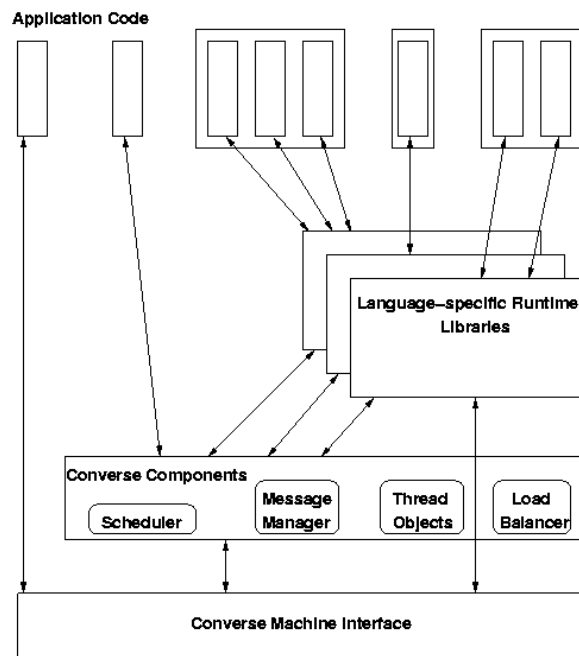 Application Code
Language-specific Runtime
Libraries
Converse Components
Scheduler
Message
Manager
Thread
Objects
Load
Balancer
Converse Machine Interface